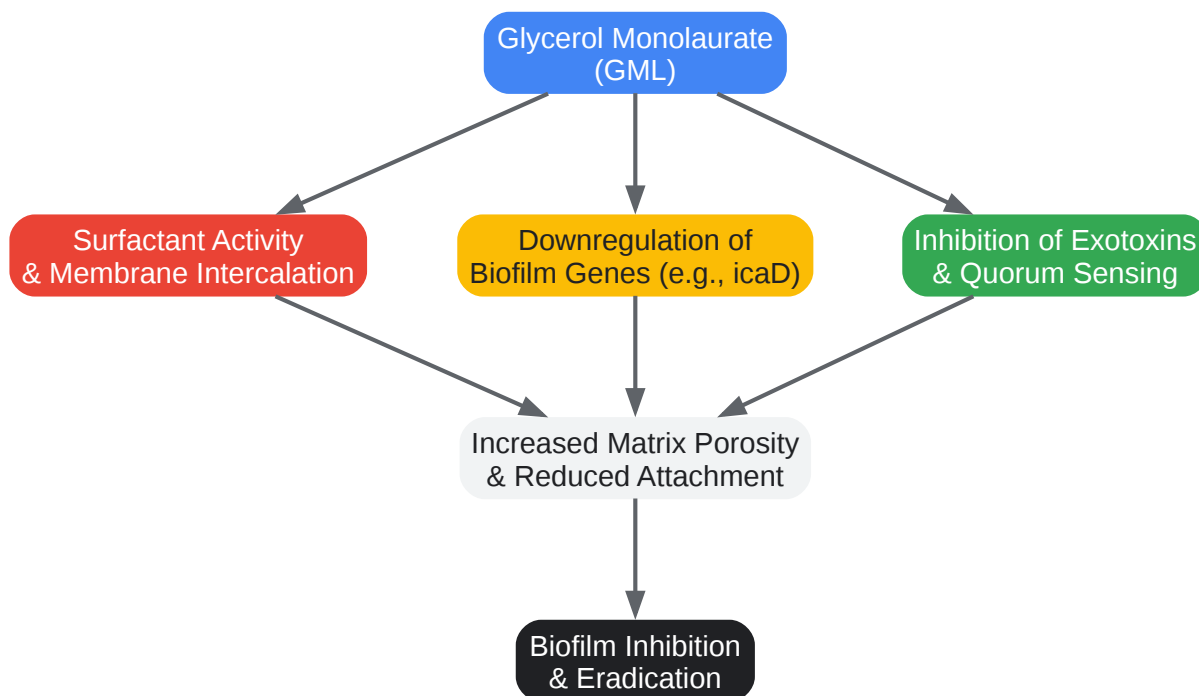 Glycerol Monolaurate
(GML)
Surfactant Activity
& Membrane Intercalation
Downregulation of
Biofilm Genes (e.g., icaD)
Inhibition of Exotoxins
& Quorum Sensing
Increased Matrix Porosity
& Reduced Attachment
Biofilm Inhibition
& Eradication